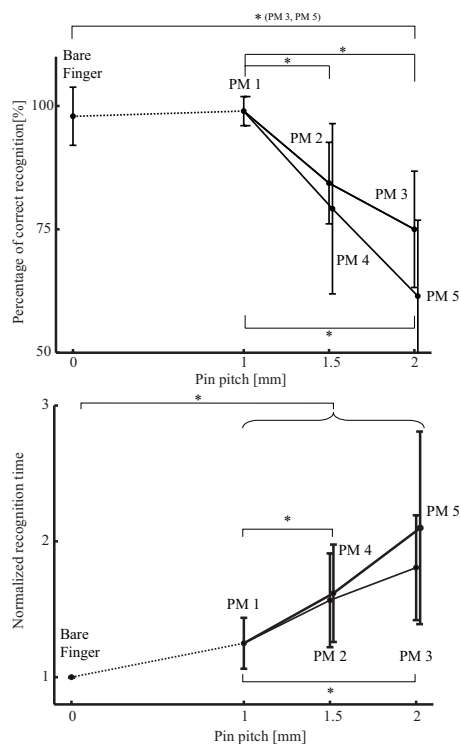 * (PM 3, PM 5)
Bare
Finger
PM 1
*
*
100
PM 2
PM 3
75
PM 4
PM 5
*
50
0
1
1.5
2
Pin pitch [mm]
Percentage of correct recognition[%]
3
*
PM 5
2
*
PM 4
PM 1
Bare
Finger
PM 2
PM 3
1
*
0
1
1.5
2
Pin pitch [mm]
Normalized recognition time